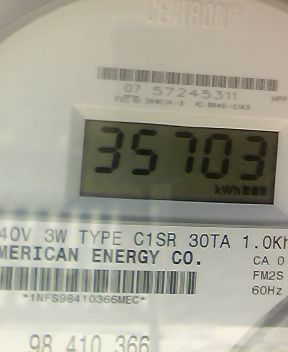 CENTRON®
07 57245311
35703
kWh
40V 3W TYPE C1SR 30TA 1.0Kh
MERICAN ENERGY CO.
CA 0
FM2S
60Hz
*1NFS98410366MEC*
98 410 366